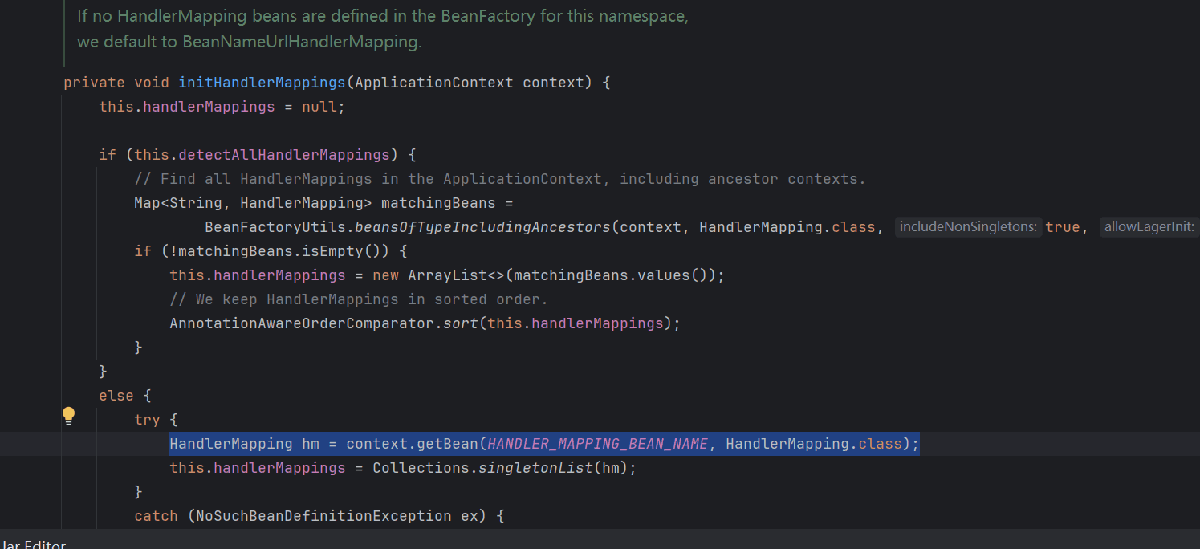 If no HandlerMapping beans are defined in the BeanFactory for this namespace,
we default to BeanNameUrlHandlerMapping.
private void initHandlerMappings(ApplicationContext context) {
this.handlerMappings = null;
if (this.detectAllHandlerMappings) {
// Find all HandlerMappings in the ApplicationContext, including ancestor contexts.
Map<String, HandlerMapping> matchingBeans =
BeanFactoryUtils.beansOfTypeIncludingAncestors(context, HandlerMapping.class, includeNonSingletons: true, allowEagerInit:
if (!matchingBeans.isEmpty()) {
this.handlerMappings = new ArrayList<>(matchingBeans.values());
// We keep HandlerMappings in sorted order.
AnnotationAwareOrderComparator.sort(this.handlerMappings);
}
}
else {
try {
HandlerMapping hm = context.getBean(HANDLER_MAPPING_BEAN_NAME, HandlerMapping.class);
this.handlerMappings = Collections.singletonList(hm);
}
catch (NoSuchBeanDefinitionException ex) {
Editor